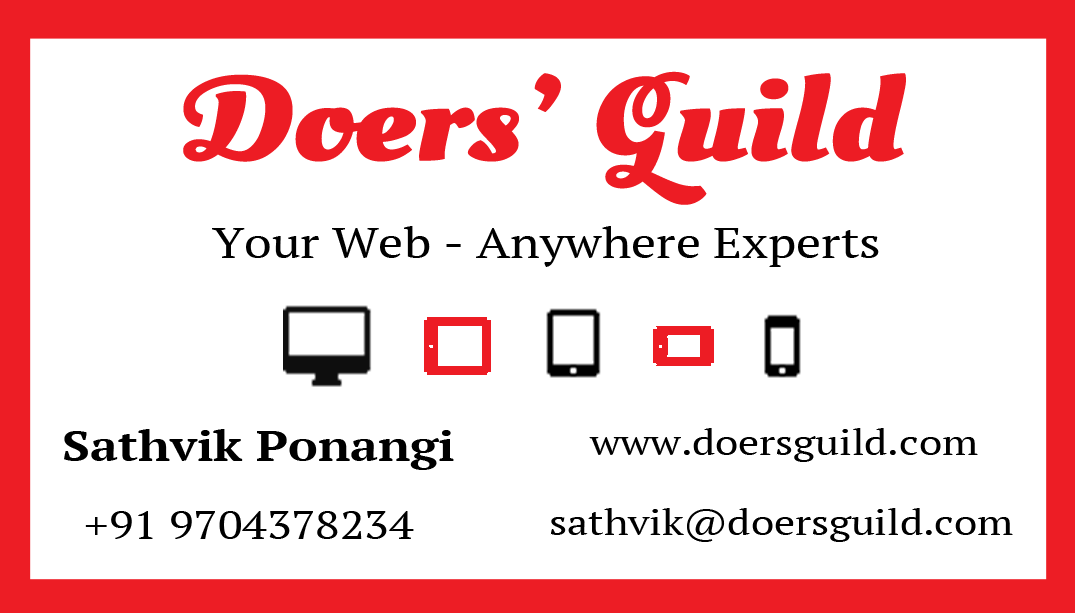 Doers’ Guild
Your Web - Anywhere Experts
Sathvik Ponangi
www.doersguild.com
+91 9704378234
sathvik@doersguild.com